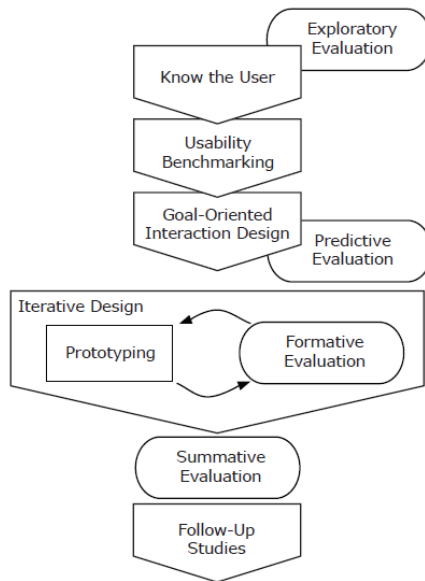 Exploratory
Evaluation
Know the User
Usability
Benchmarking
Goal-Oriented
Interaction Design
Predictive
Evaluation
Iterative Design
Prototyping
Formative
Evaluation
Summative
Evaluation
Follow-Up
Studies